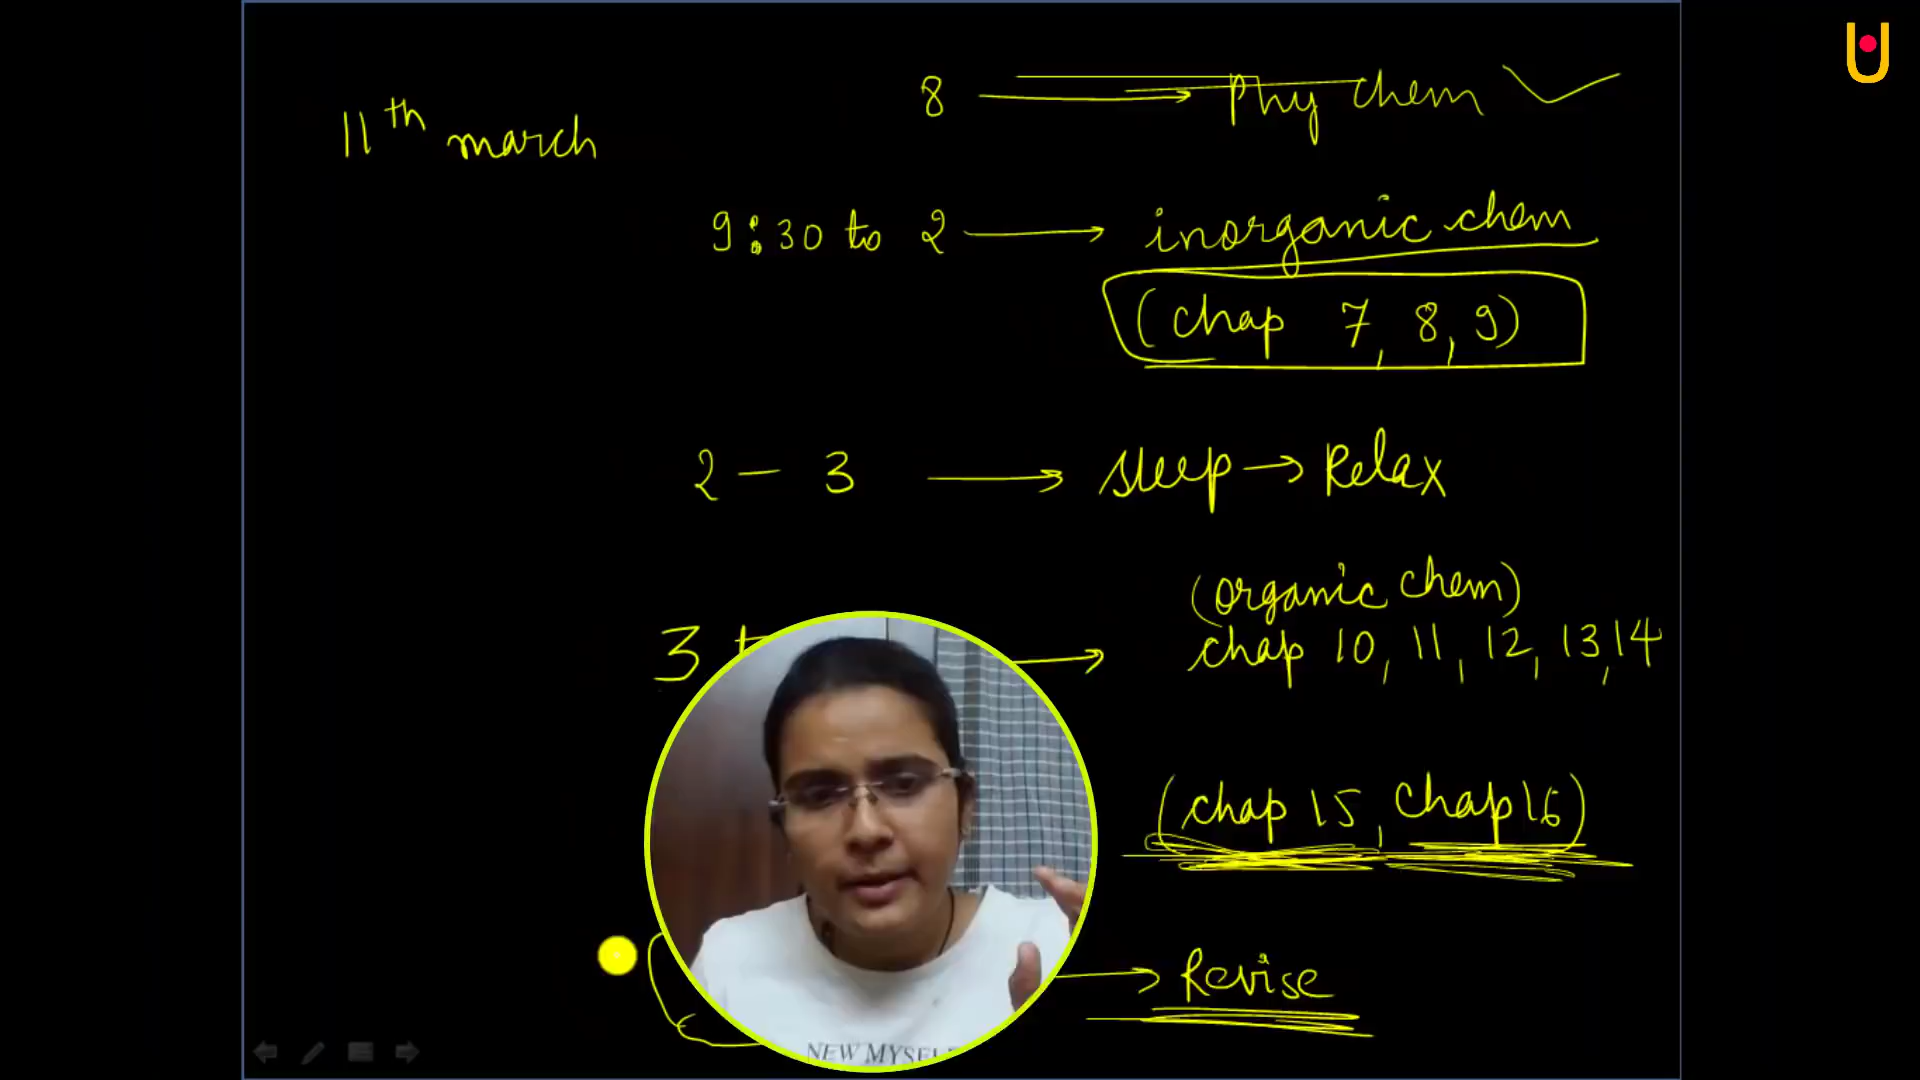 11th march
8 → Phy chem
9:30 to 2 → inorganic chem
(chap 7, 8, 9)
2 - 3 → sleep → Relax
(organic chem)
3 → chap 10, 11, 12, 13, 14
(chap 15, chap 16)
→ Revise
NEW MYSELF